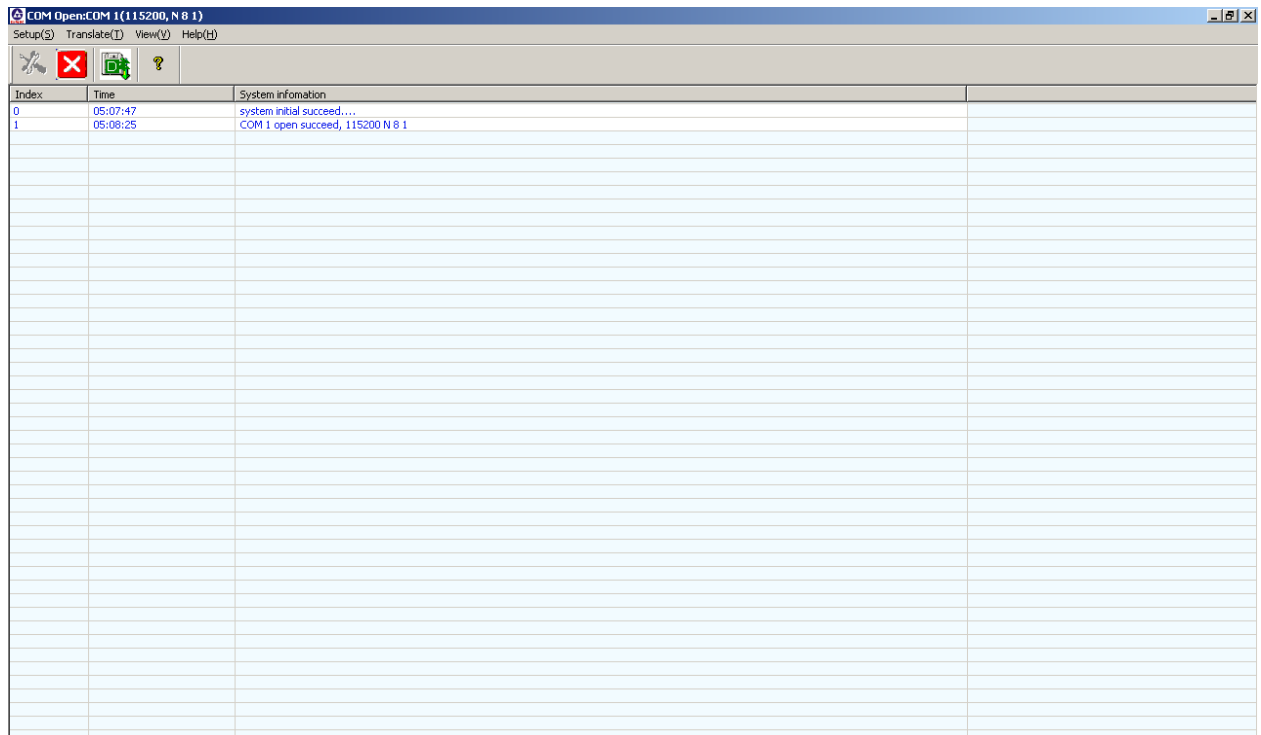 COM Open:COM 1(115200, N 8 1)
Setup(S) Translate(T) View(V) Help(H)
Index Time System infomation
0 05:07:47 system initial succeed....
1 05:08:25 COM 1 open succeed, 115200 N 8 1